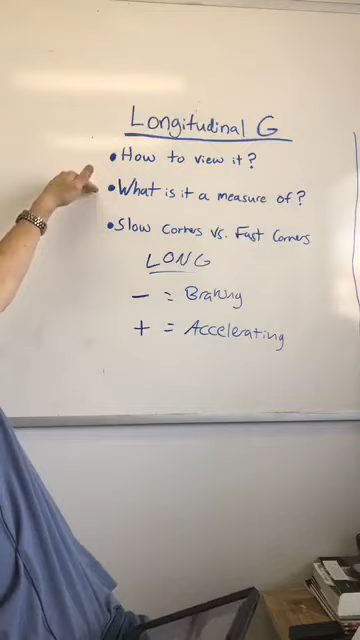 Longitudinal G
• How to view it?
• What is it a measure of?
• Slow Corners vs. Fast Corners
LONG
- = Braking
+ = Accelerating